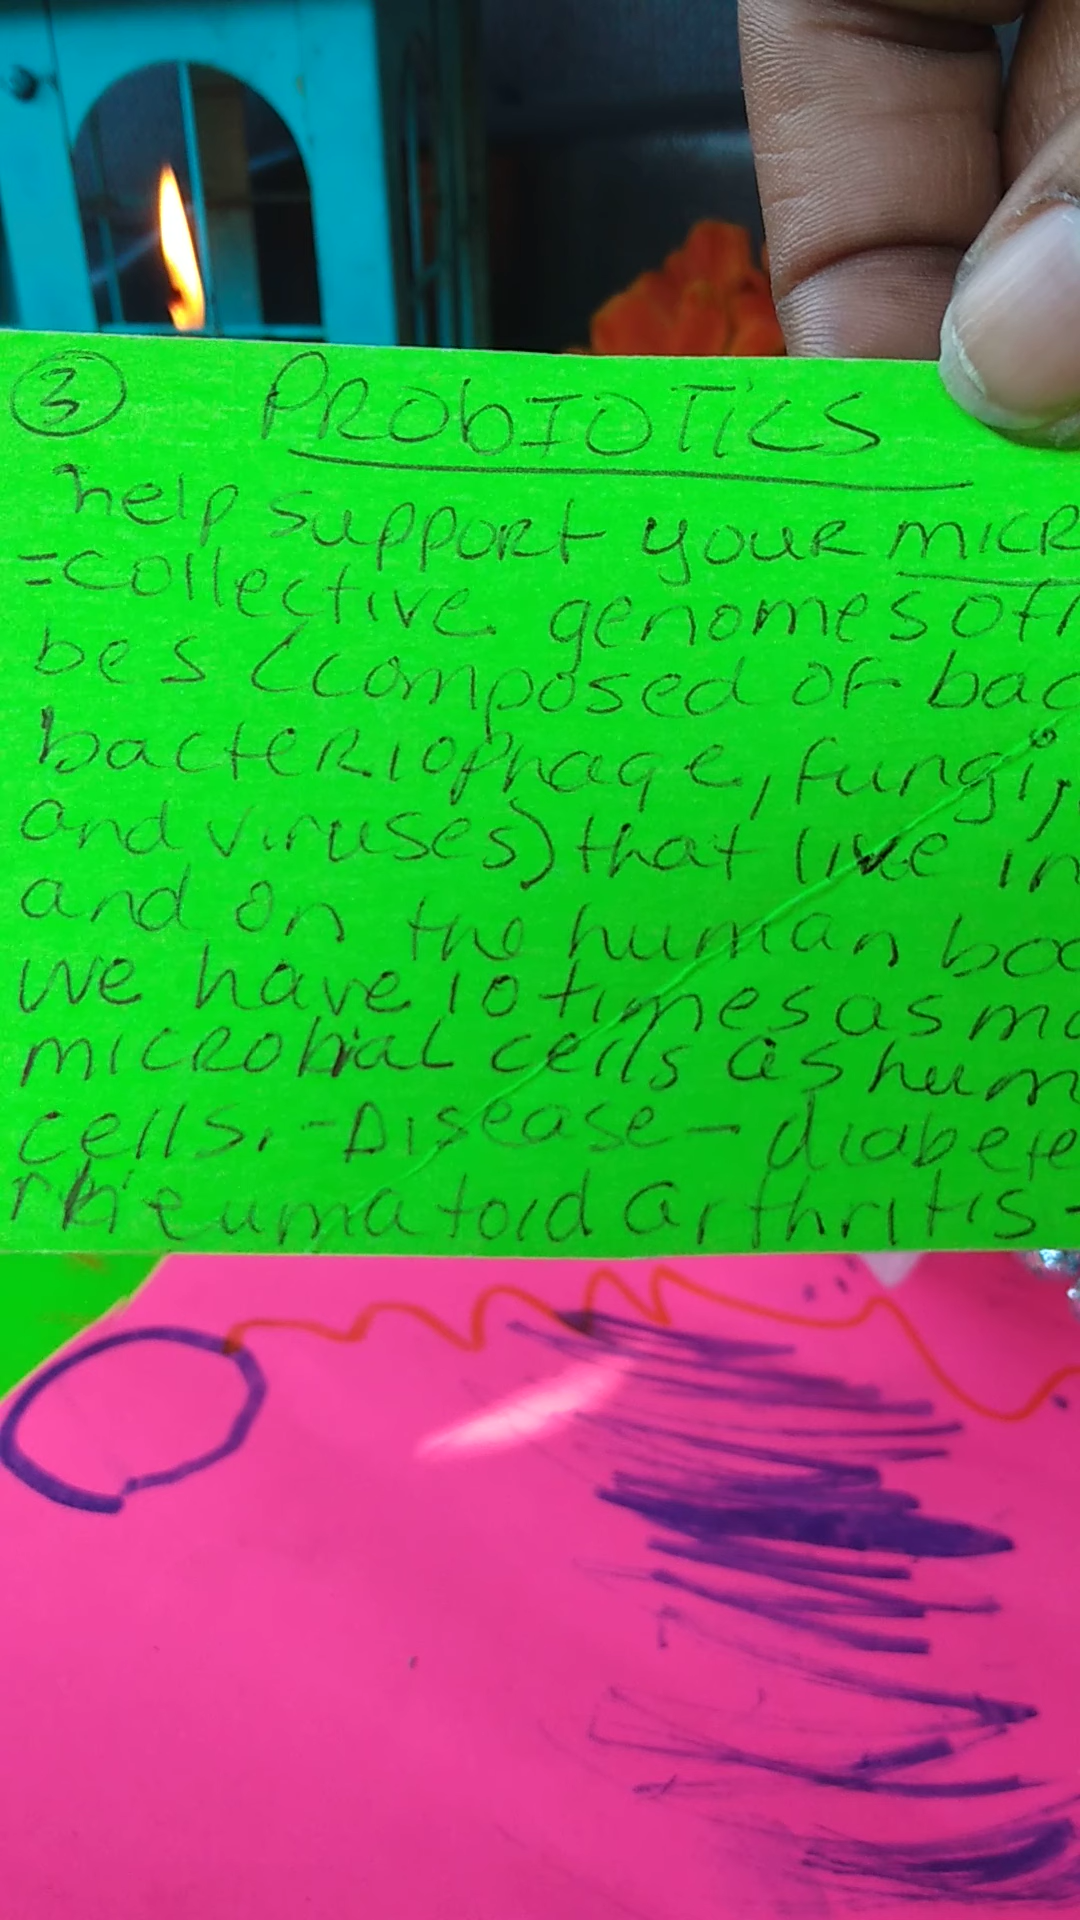 3 PRObIOTiCS
help support your MICR
=collective genomes of
bes (composed of bac
bacteriophage, fungi,
and viruses) that live in
and on the human bod
we have 10 times as ma
microbial cells as hum
cells. -Disease- diabete
rheumatoid arthritis-